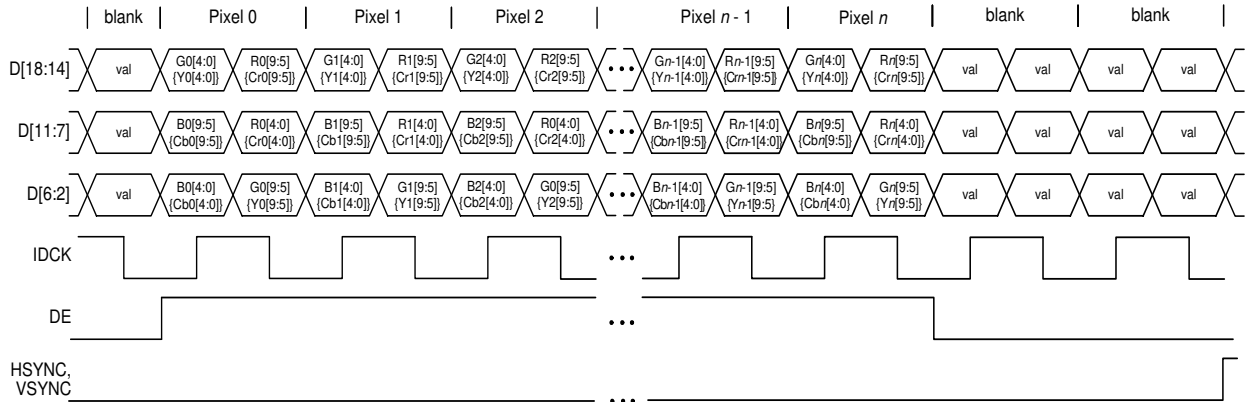 blank Pixel 0 Pixel 1 Pixel 2 Pixel n - 1 Pixel n blank blank
D[18:14] val G0[4:0] {Y0[4:0]} R0[9:5] {Cr0[9:5]} G1[4:0] {Y1[4:0]} R1[9:5] {Cr1[9:5]} G2[4:0] {Y2[4:0]} R2[9:5] {Cr2[9:5]} ••• Gn-1[4:0] {Yn-1[4:0]} Rn-1[9:5] {Crn-1[9:5]} Gn[4:0] {Yn[4:0]} Rn[9:5] {Crn[9:5]} val val val val
D[11:7] val B0[9:5] {Cb0[9:5]} R0[4:0] {Cr0[4:0]} B1[9:5] {Cb1[9:5]} R1[4:0] {Cr1[4:0]} B2[9:5] {Cb2[9:5]} R0[4:0] {Cr2[4:0]} ••• Bn-1[9:5] {Cbn-1[9:5]} Rn-1[4:0] {Crn-1[4:0]} Bn[9:5] {Cbn[9:5]} Rn[4:0] {Crn[4:0]} val val val val
D[6:2] val B0[4:0] {Cb0[4:0]} G0[9:5] {Y0[9:5]} B1[4:0] {Cb1[4:0]} G1[9:5] {Y1[9:5]} B2[4:0] {Cb2[4:0]} G0[9:5] {Y2[9:5]} ••• Bn-1[4:0] {Cbn-1[4:0]} Gn-1[9:5] {Yn-1[9:5} Bn[4:0] {Cbn[4:0} Gn[9:5] {Yn[9:5]} val val val val
IDCK •••
DE •••
HSYNC,
VSYNC •••